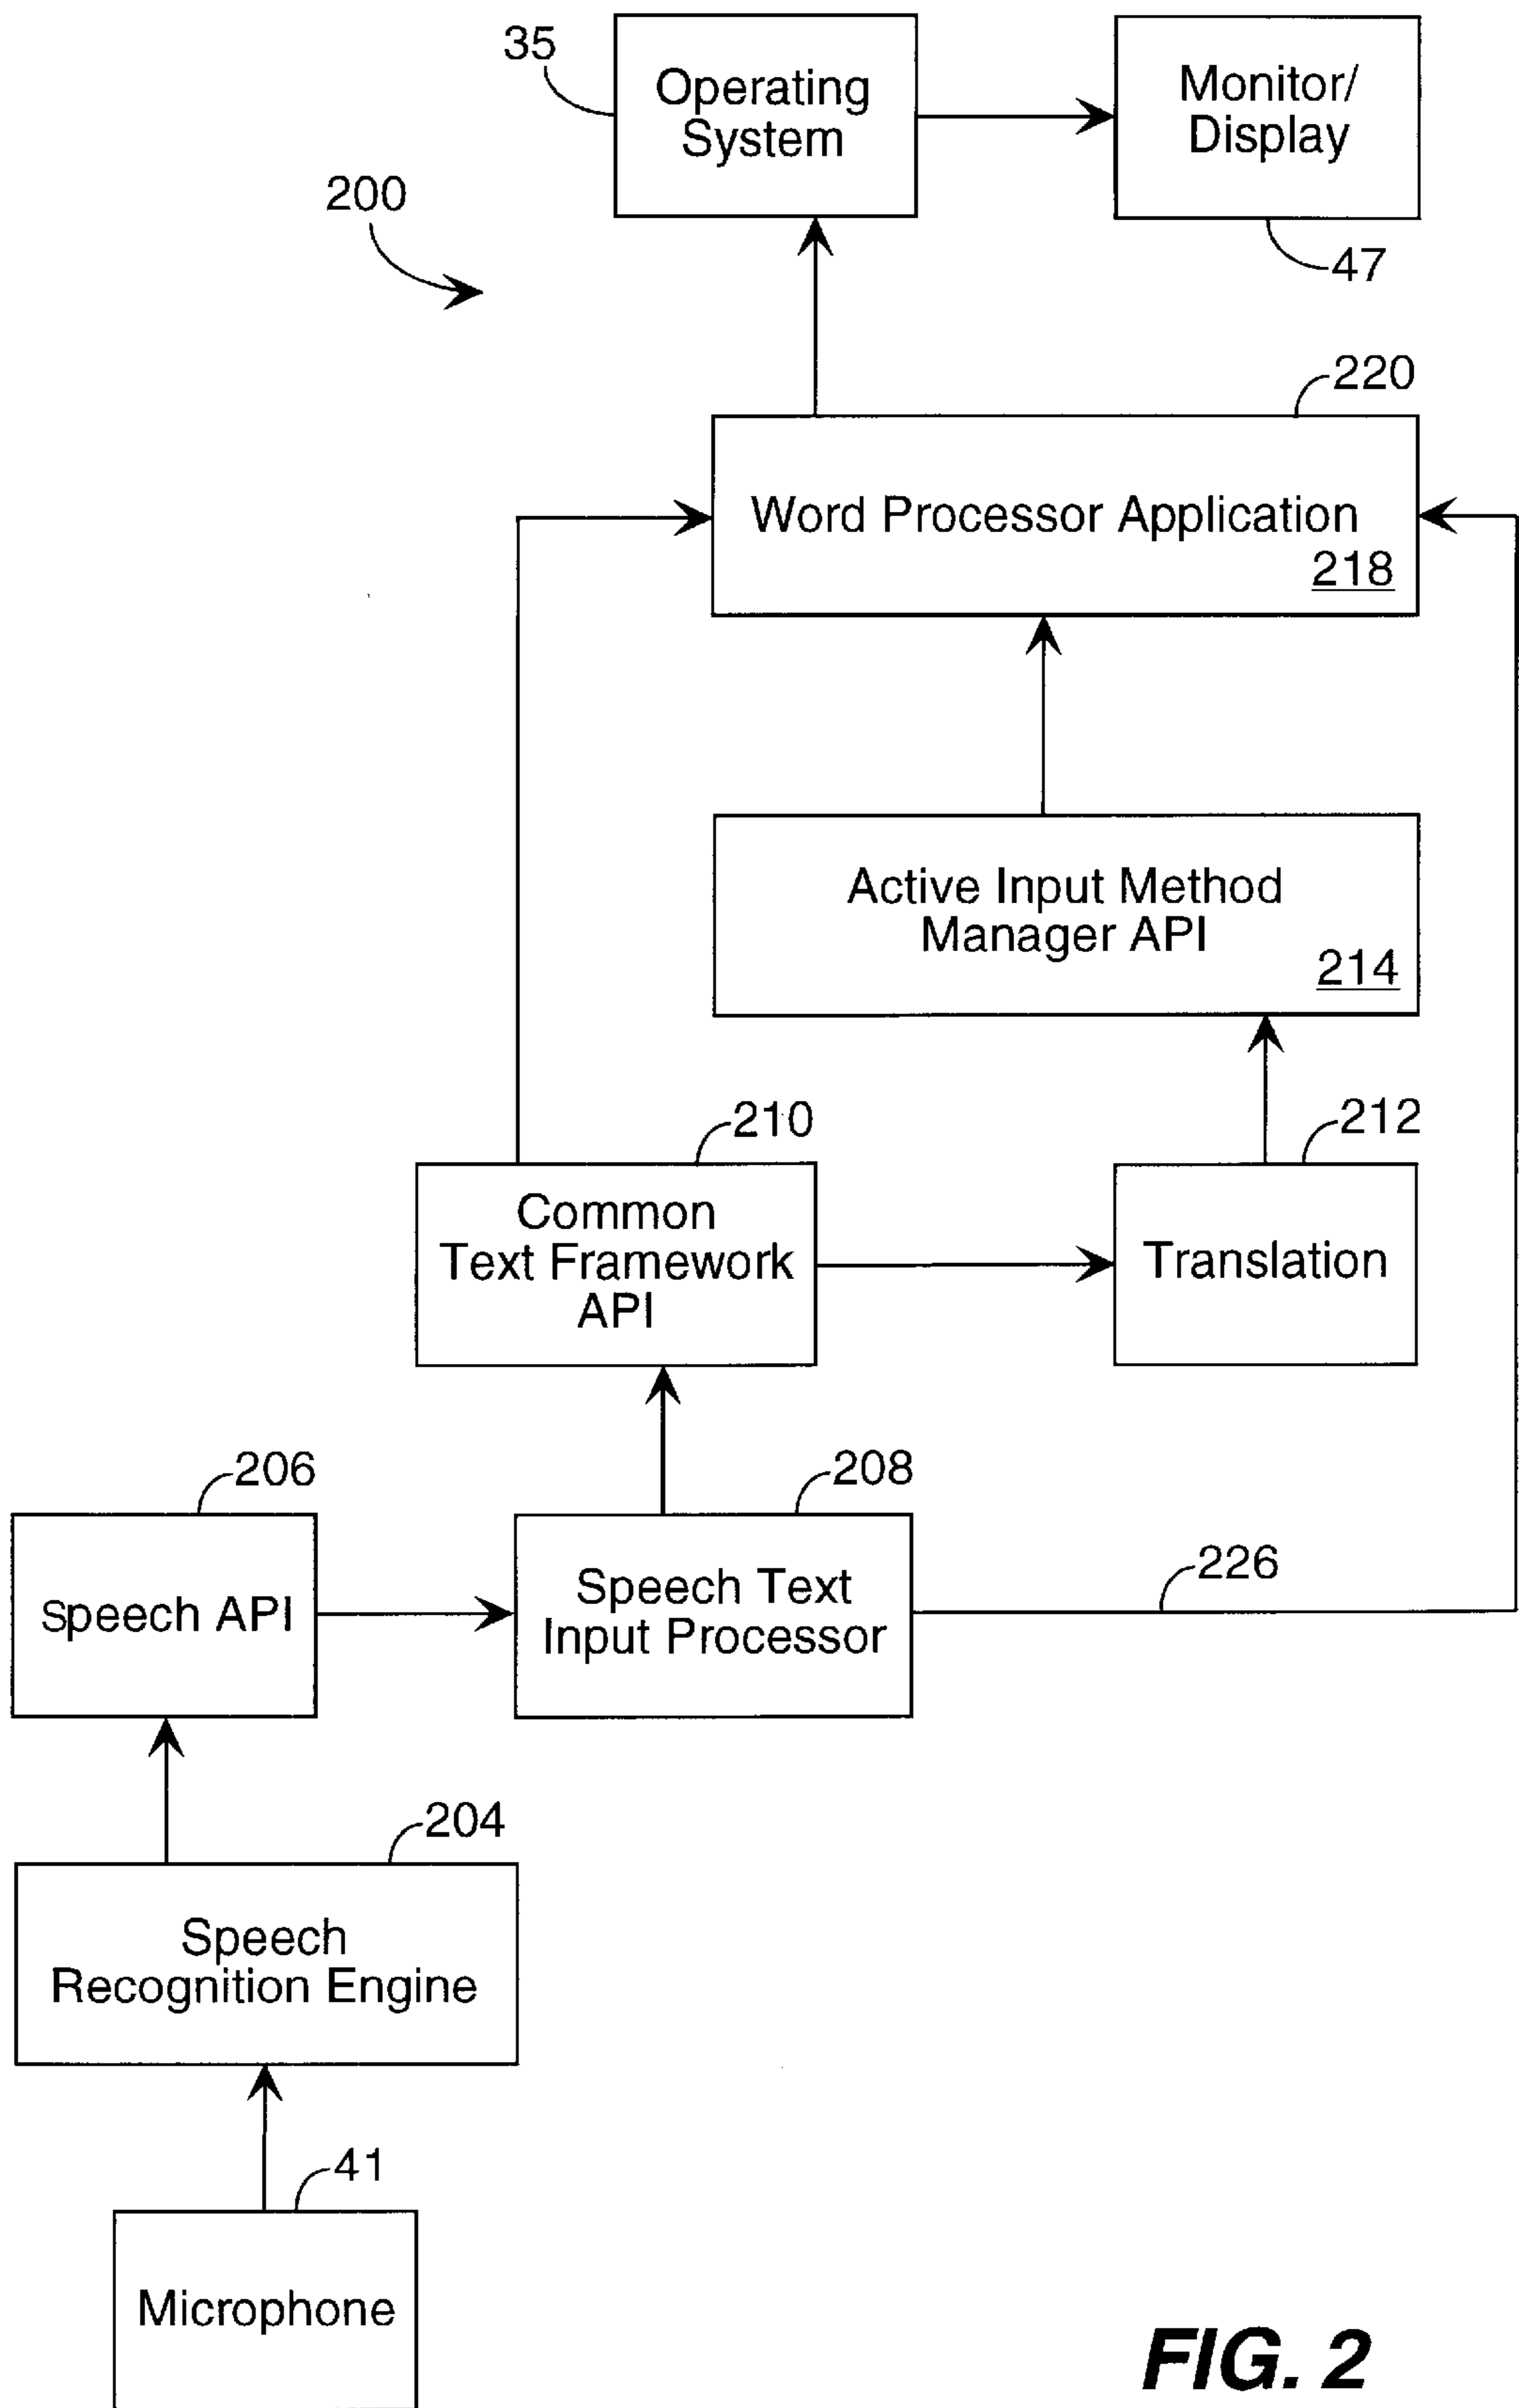 35
Operating
System
Monitor/
Display
200
47
220
Word Processor Application
218
Active Input Method
Manager API
214
210
212
Common
Text Framework
API
Translation
206
208
Speech API
Speech Text
Input Processor
226
204
Speech
Recognition Engine
41
Microphone
FIG. 2